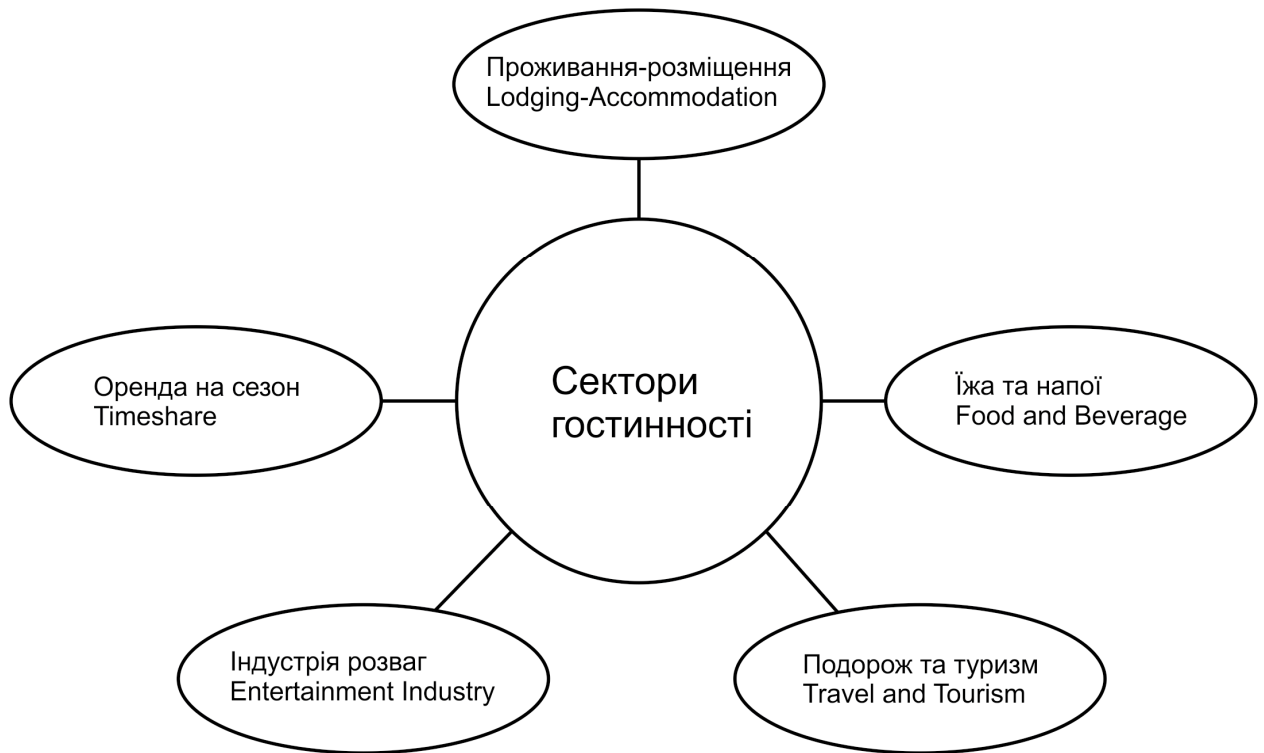 Проживання-розміщення
Lodging-Accommodation
Оренда на сезон
Timeshare
Сектори
гостинності
Їжа та напої
Food and Beverage
Індустрія розваг
Entertainment Industry
Подорож та туризм
Travel and Tourism